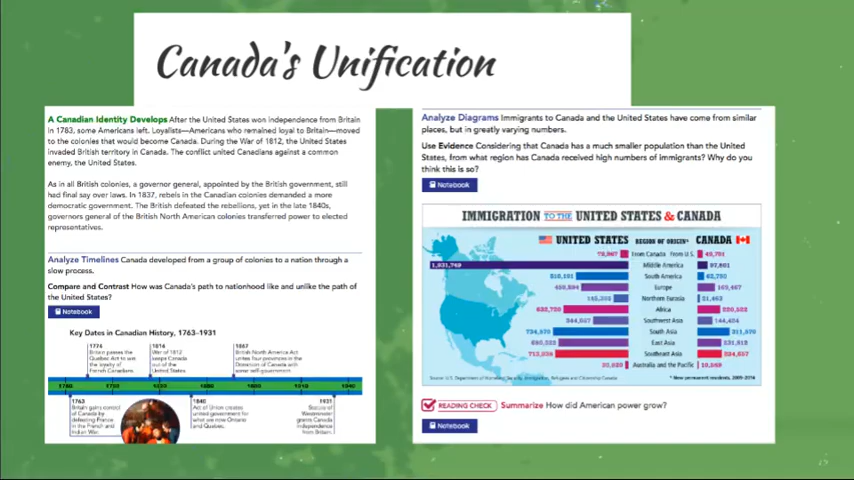 Canada's Unification
A Canadian Identity Develops After the United States won independence from Britain
in 1783, some Americans left. Loyalists—Americans who remained loyal to Britain—moved
to the colonies that would become Canada. During the War of 1812, the United States
invaded British territory in Canada. The conflict united Canadians against a common
enemy, the United States.
As in all British colonies, a governor general, appointed by the British government, still
had final say over laws. In 1837, rebels in the Canadian colonies demanded a more
democratic government. The British defeated the rebellions, yet in the late 1840s,
governors general of the British North American colonies transferred power to elected
representatives.
Analyze Timelines Canada developed from a group of colonies to a nation through a
slow process.
Compare and Contrast How was Canada's path to nationhood like and unlike the path of
the United States?
Notebook
Key Dates in Canadian History, 1763–1931
1774
Britain passes the
Quebec Act to win
the loyalty of
French Canadians.
1814
War of 1812
keeps Canada
out of the
United States.
1867
British North America Act
unites four provinces in the
Dominion of Canada with
some self-government.
1760
1910
1940
1763
Britain gains control
of Canada by
defeating France
in the French and
Indian War.
1840
Act of Union creates
united government for
what are now Ontario
and Quebec.
1931
Statute of
Westminster
grants Canada
independence
from Britain.
Analyze Diagrams Immigrants to Canada and the United States have come from similar
places, but in greatly varying numbers.
Use Evidence Considering that Canada has a much smaller population than the United
States, from what region has Canada received high numbers of immigrants? Why do you
think this is so?
Notebook
IMMIGRATION TO THE UNITED STATES & CANADA
UNITED STATES REGION OF ORIGIN* CANADA
From Canada From U.S.
Middle America
South America
Europe
Northern Eurasia
Africa
Southwest Asia
South Asia
East Asia
Southeast Asia
Australia and the Pacific
READING CHECK Summarize How did American power grow?
Notebook